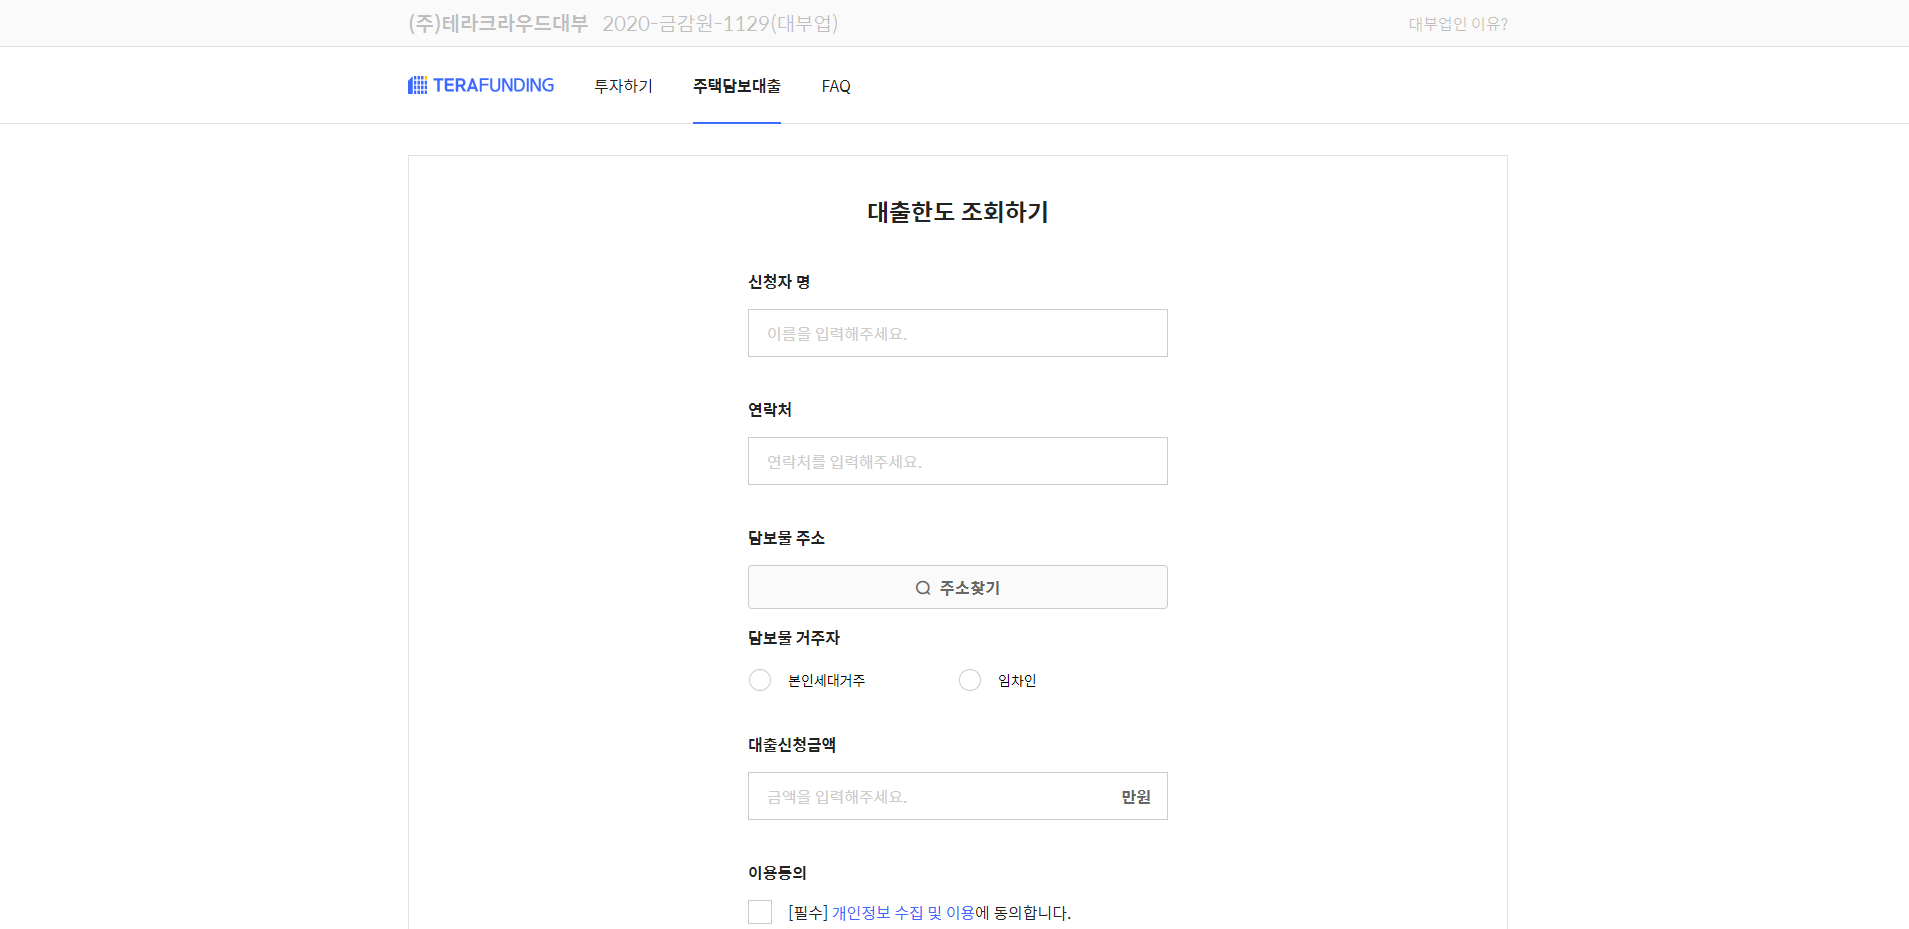 (주)테라크라우드대부 2020-금감원-1129(대부업) 대부업인 이유?
TERAFUNDING 투자하기 주택담보대출 FAQ
대출한도 조회하기
신청자 명
이름을 입력해주세요.
연락처
연락처를 입력해주세요.
담보물 주소
주소찾기
담보물 거주자
본인세대거주 임차인
대출신청금액
금액을 입력해주세요. 만원
이용동의
[필수] 개인정보 수집 및 이용에 동의합니다.